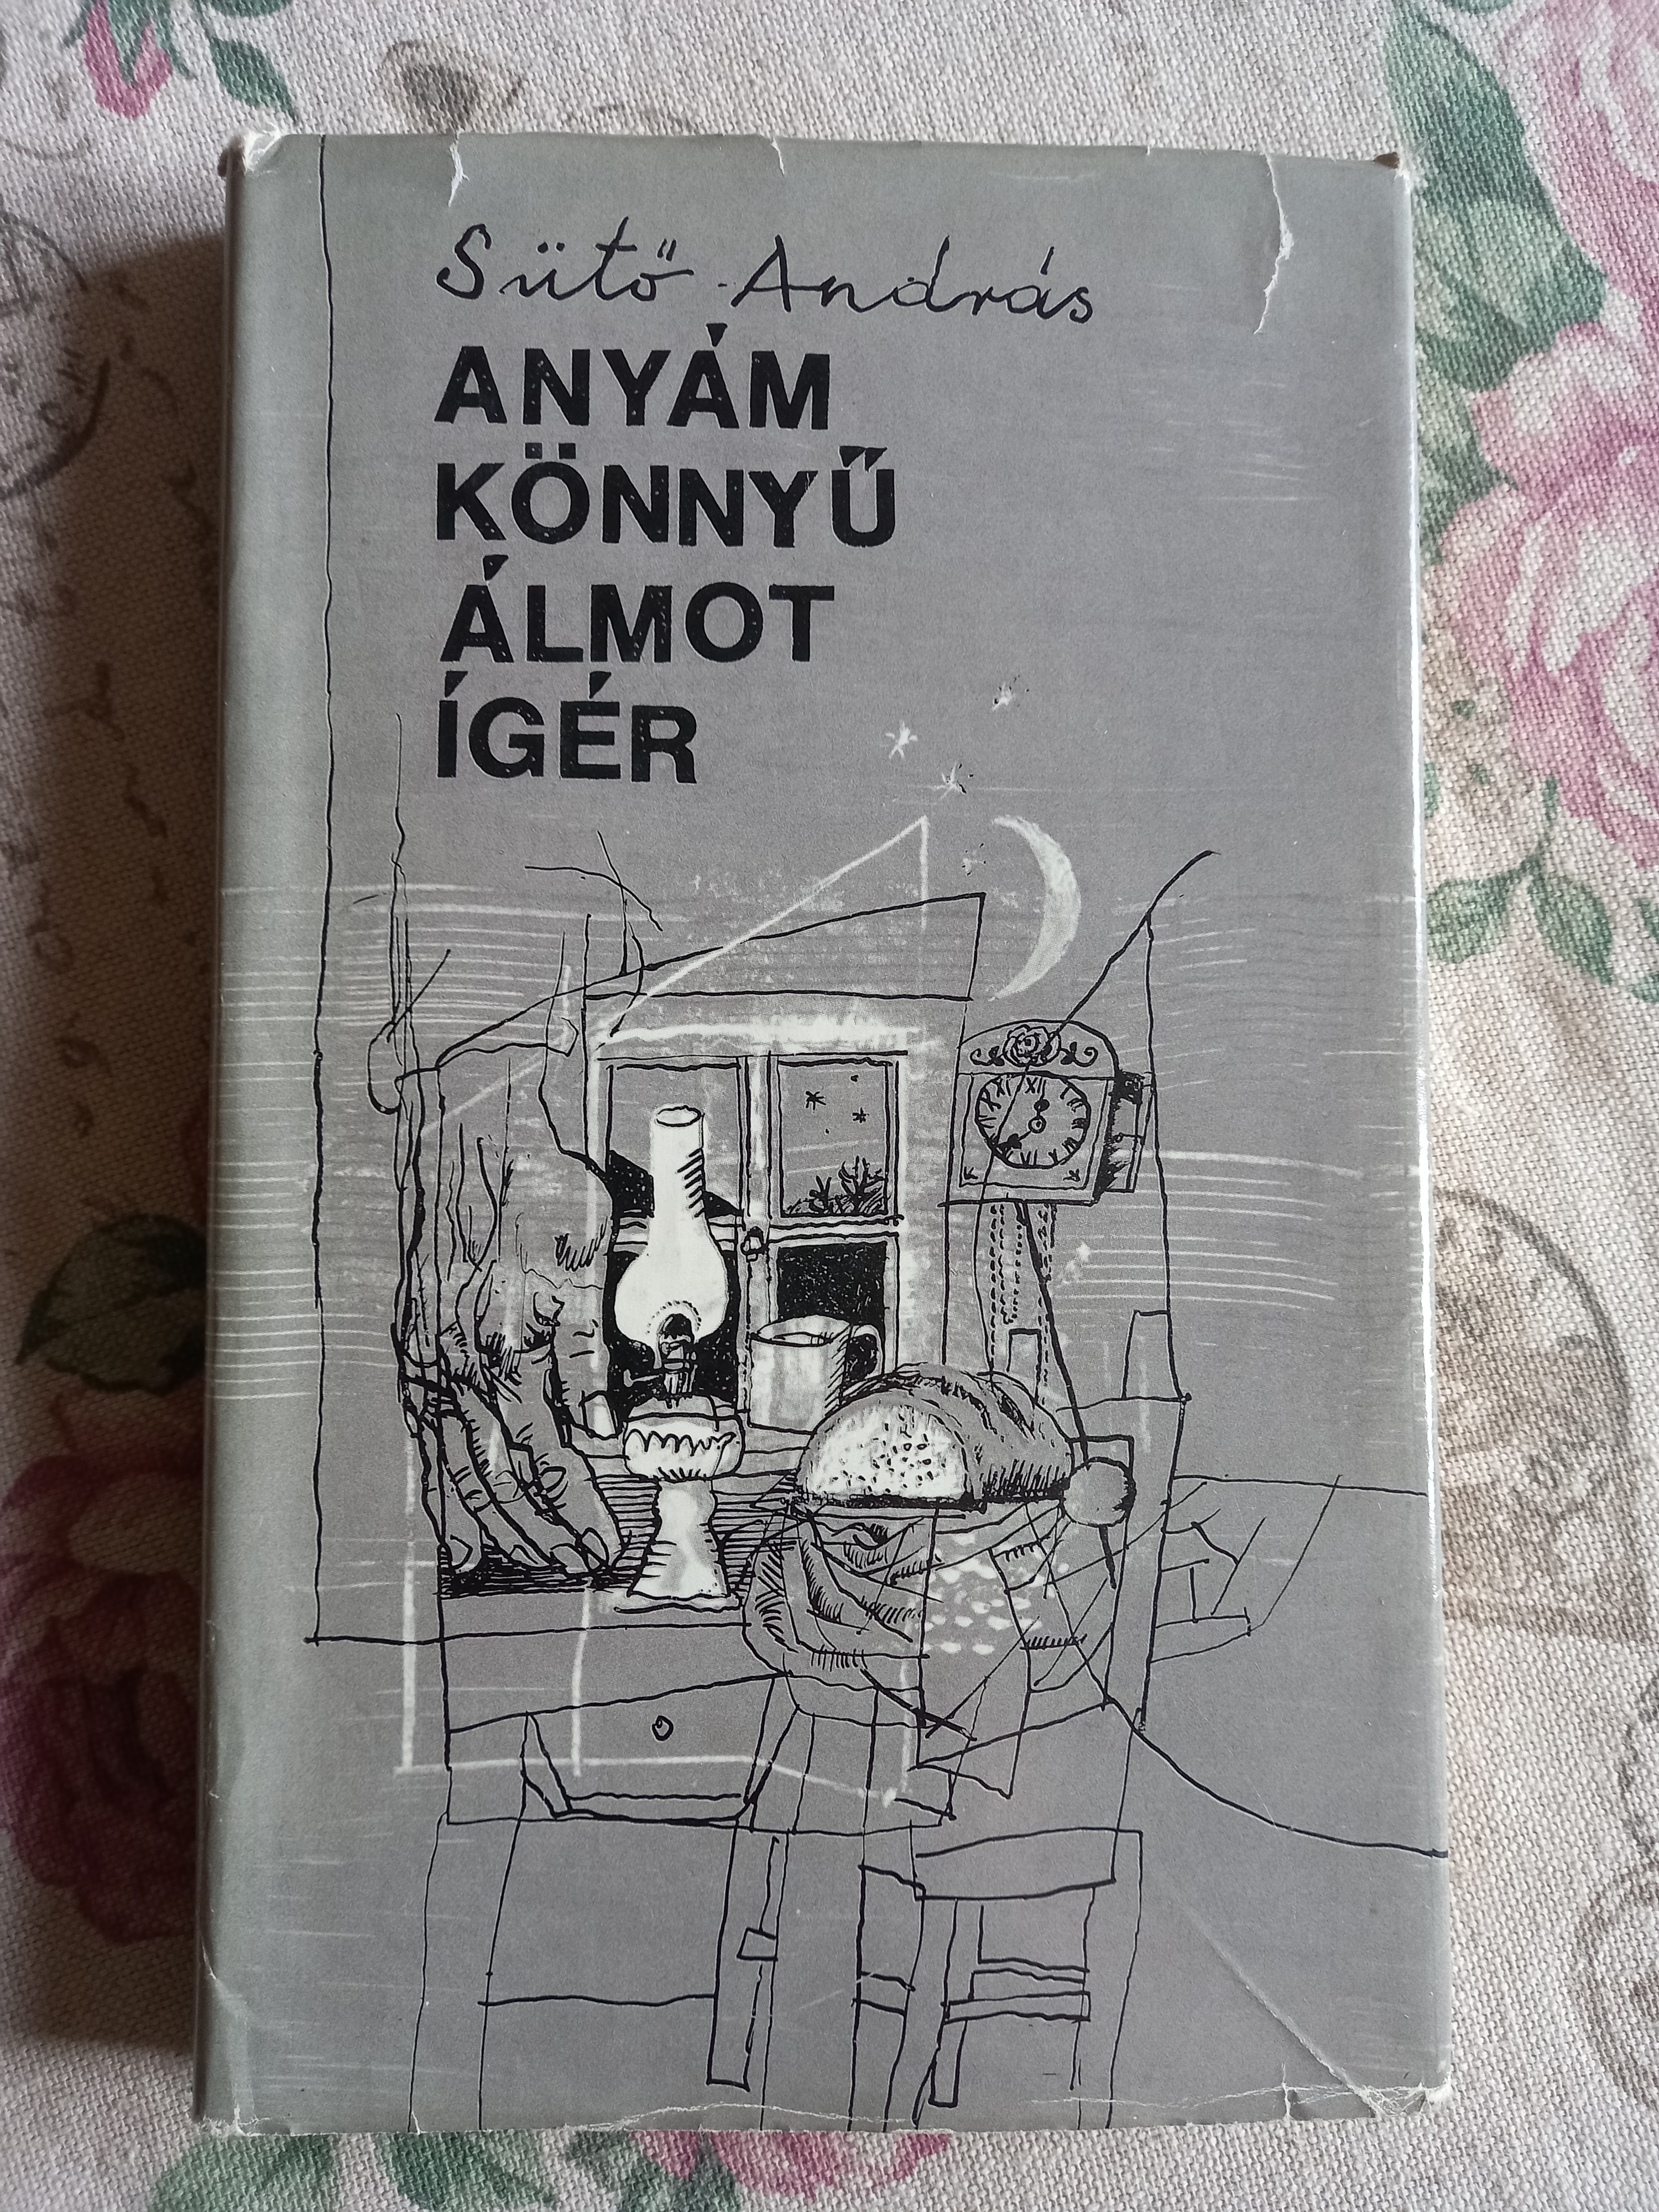 Sütő András
ANYÁM
KÖNNYŰ
ÁLMOT
ÍGÉR